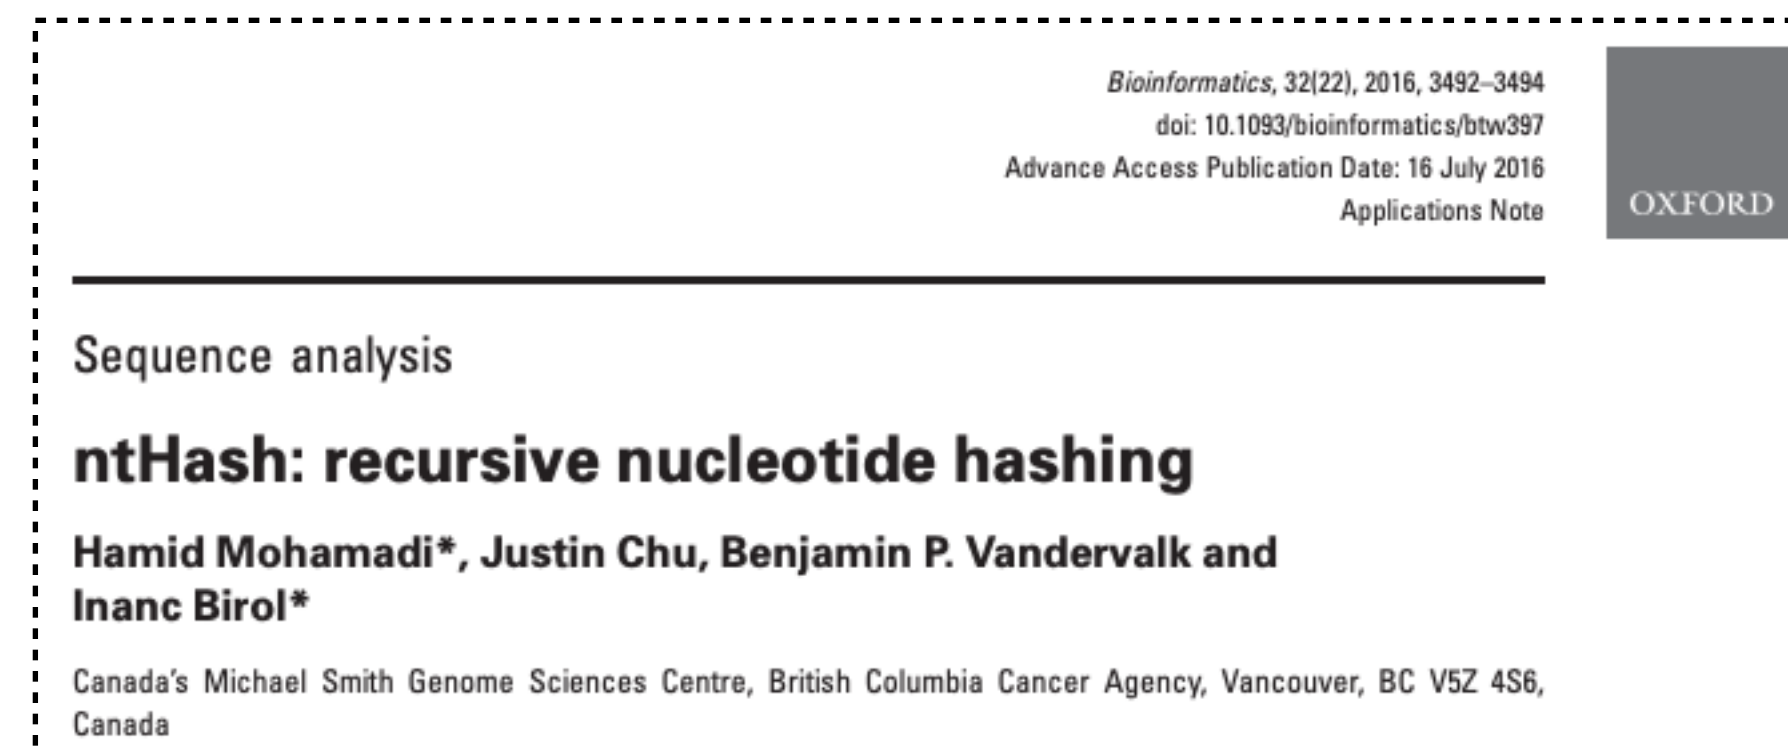 Bioinformatics, 32(22), 2016, 3492–3494
doi: 10.1093/bioinformatics/btw397
Advance Access Publication Date: 16 July 2016
Applications Note
OXFORD
Sequence analysis
ntHash: recursive nucleotide hashing
Hamid Mohamadi*, Justin Chu, Benjamin P. Vandervalk and
Inanc Birol*
Canada's Michael Smith Genome Sciences Centre, British Columbia Cancer Agency, Vancouver, BC V5Z 4S6,
Canada